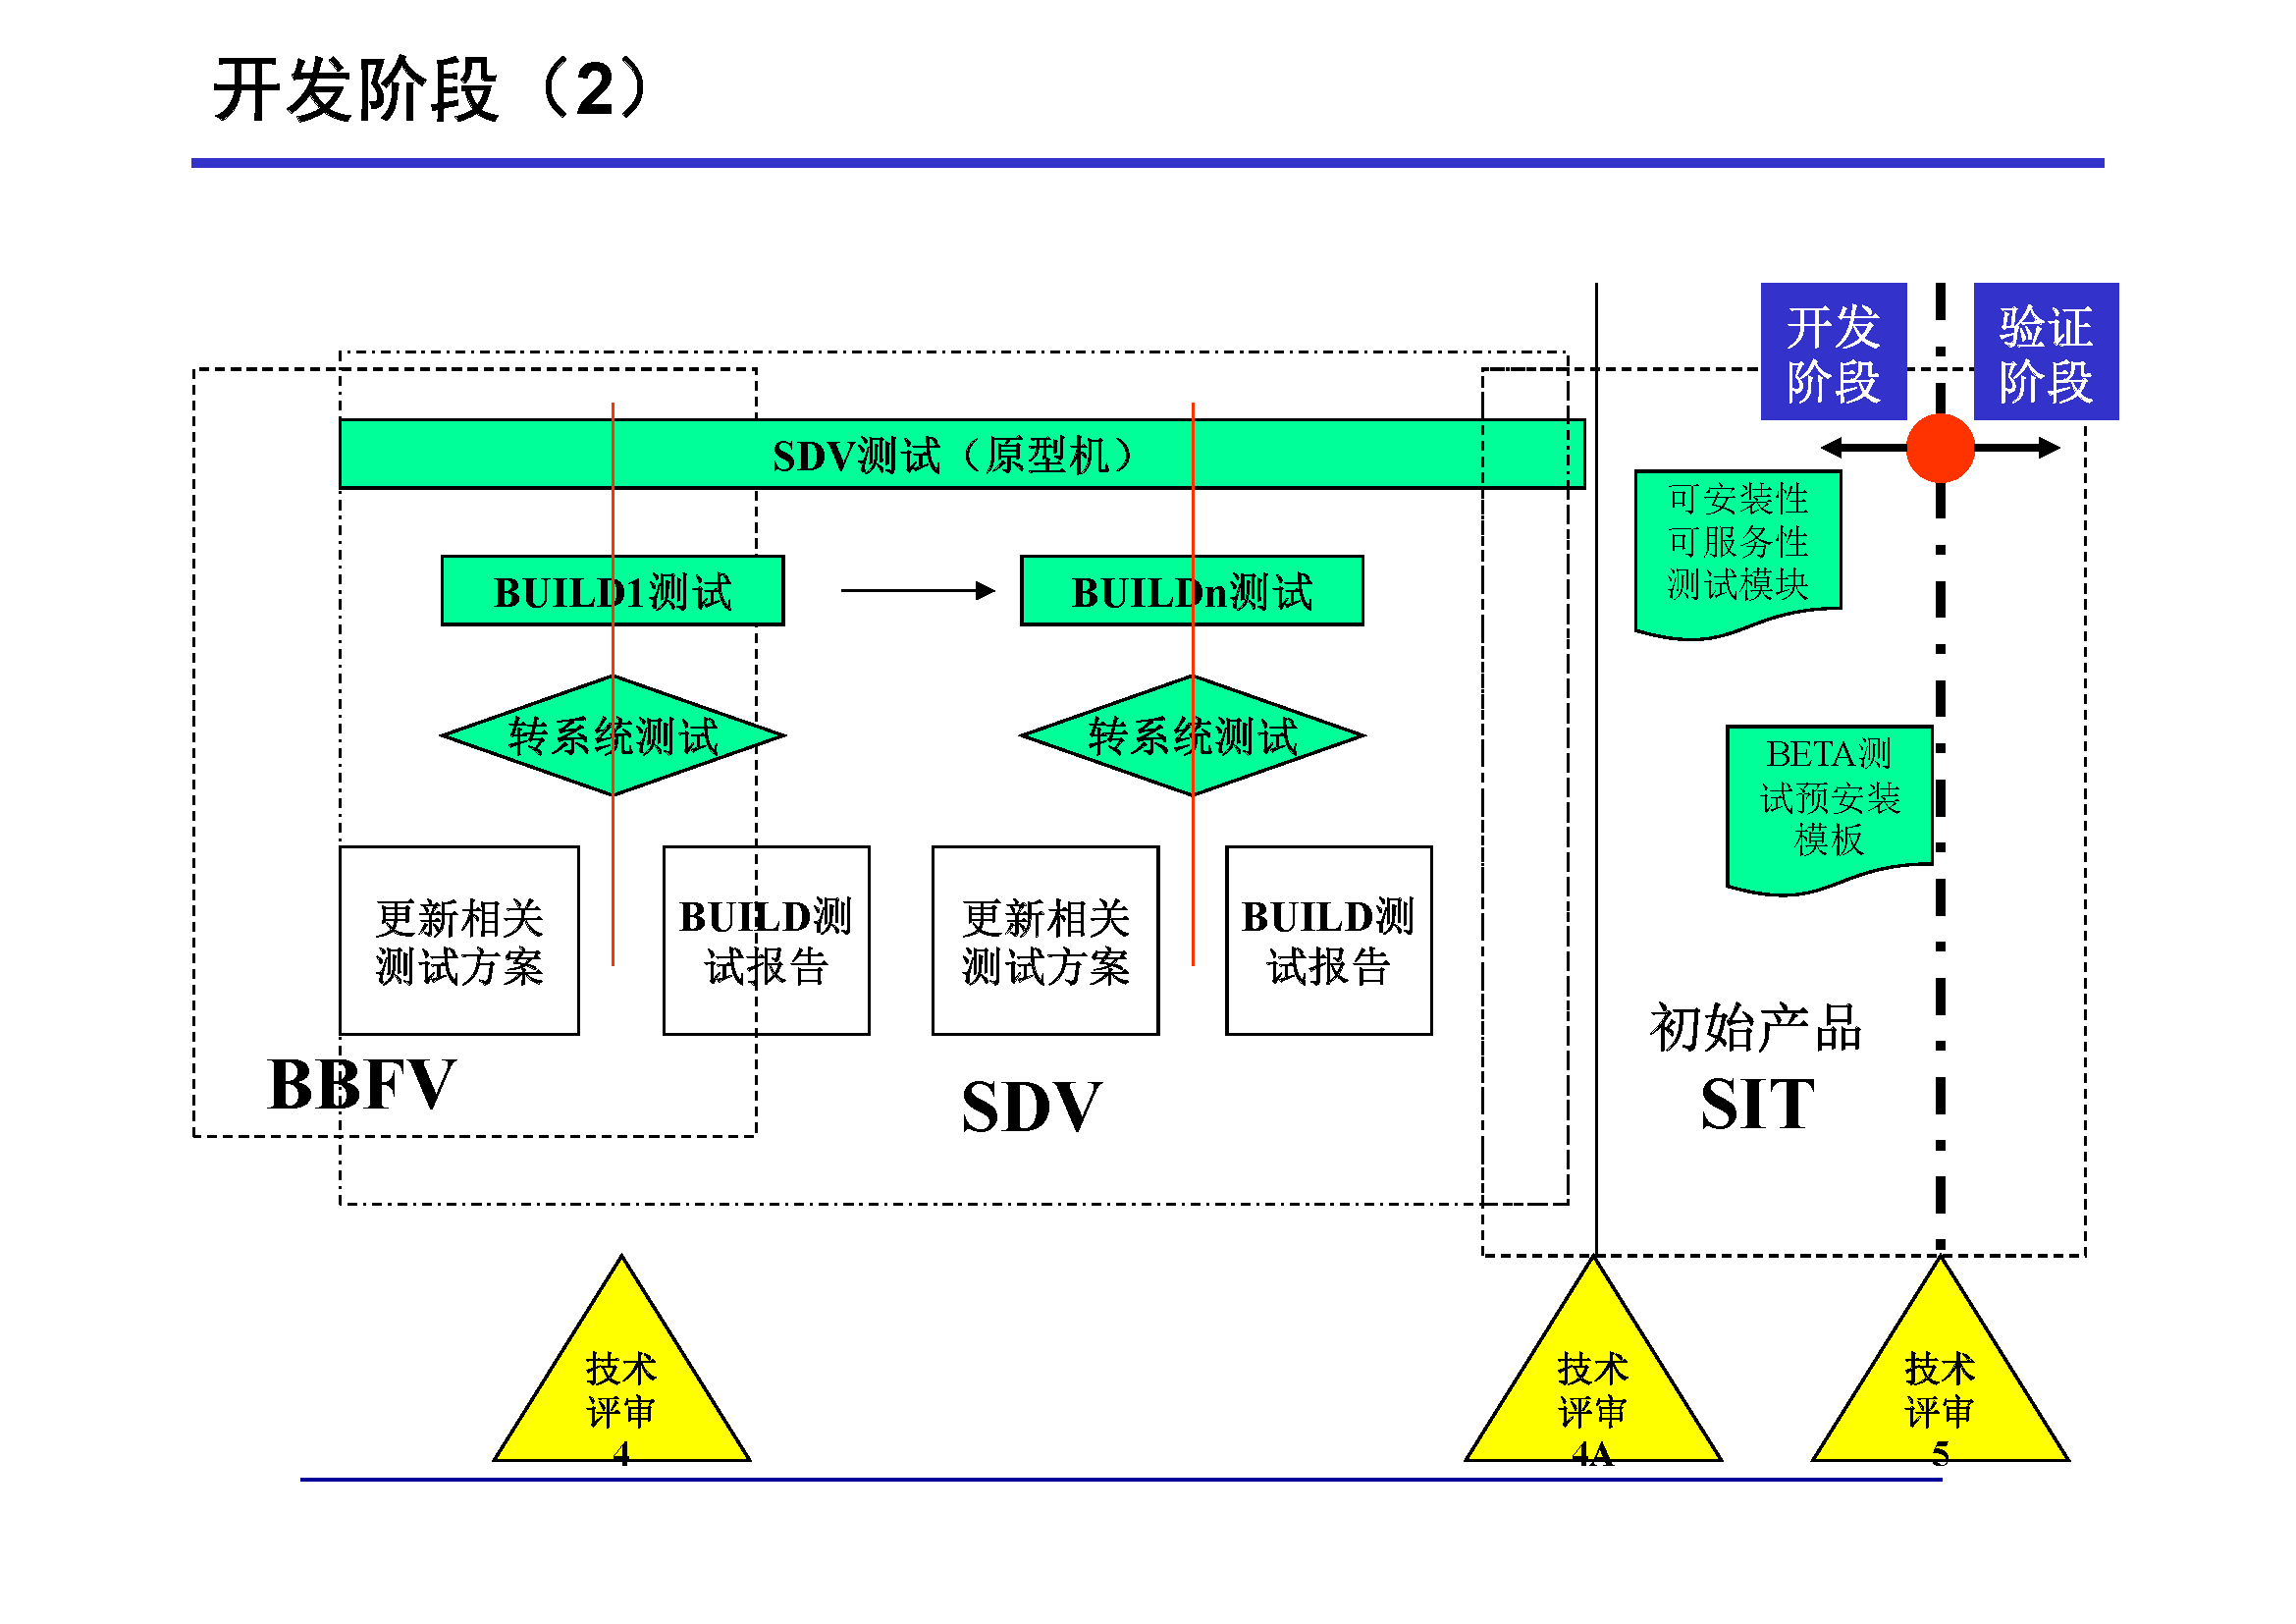 开发阶段（2）
开发
阶段
验证
阶段
SDV测试（原型机）
可安装性
可服务性
测试模块
BUILD1测试
BUILDn测试
转系统测试
转系统测试
BETA测
试预安装
模板
更新相关
测试方案
BUILD测
试报告
更新相关
测试方案
BUILD测
试报告
初始产品
BBFV
SDV
SIT
技术
评审
4
技术
评审
4A
技术
评审
5